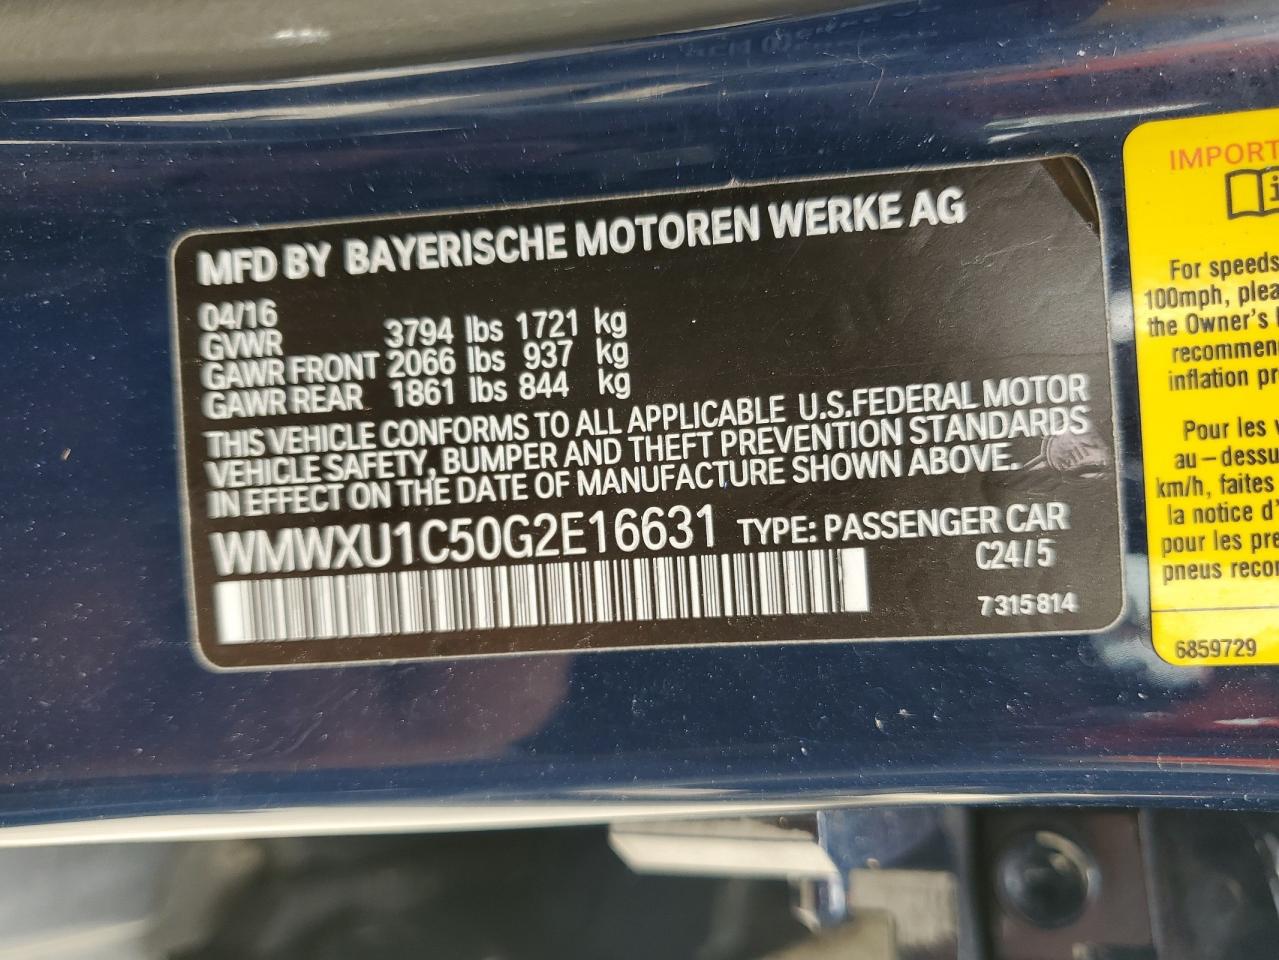 MFD BY BAYERISCHE MOTOREN WERKE AG
04/16
GVWR 3794 lbs 1721 kg
GAWR FRONT 2066 lbs 937 kg
GAWR REAR 1861 lbs 844 kg
THIS VEHICLE CONFORMS TO ALL APPLICABLE U.S.FEDERAL MOTOR
VEHICLE SAFETY, BUMPER AND THEFT PREVENTION STANDARDS
IN EFFECT ON THE DATE OF MANUFACTURE SHOWN ABOVE.
MINI
WMWXU1C50G2E16631 TYPE: PASSENGER CAR
C24/5
7315814
IMPORT
For speeds
100mph, plea
the Owner's
recommen
inflation pr
Pour les v
au-dessu
km/h, faites
la notice d'
pour les pre
pneus recor
6859729